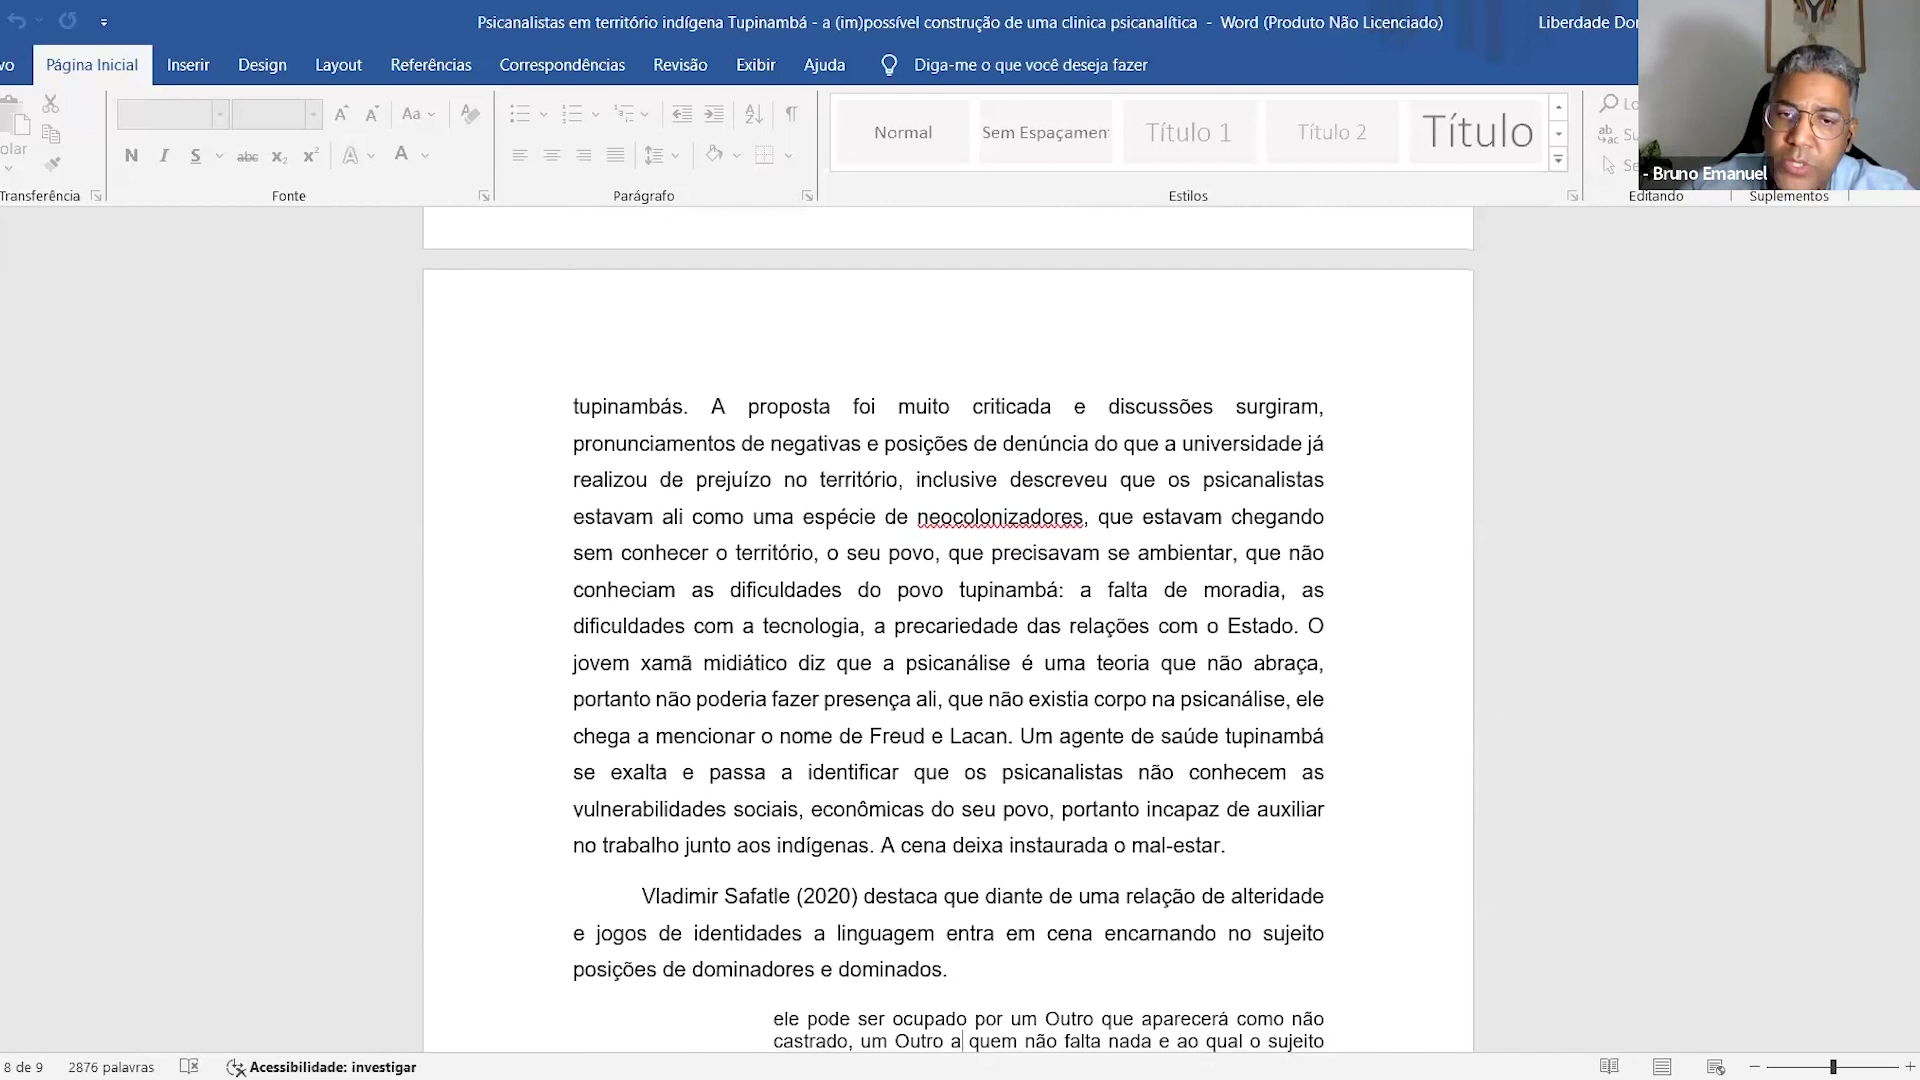 Psicanalistas em território indígena Tupinambá - a (im)possível construção de uma clinica psicanalítica - Word (Produto Não Licenciado)
Liberdade Dor
vo Página Inicial Inserir Design Layout Referências Correspondências Revisão Exibir Ajuda Diga-me o que você deseja fazer
olar
Aa
N I S abc x₂ x² A A
Normal Sem Espaçamen Título 1 Título 2 Título
Lo
Su
Se
Transferência Fonte Parágrafo Estilos Editando Suplementos
- Bruno Emanuel
tupinambás. A proposta foi muito criticada e discussões surgiram,
pronunciamentos de negativas e posições de denúncia do que a universidade já
realizou de prejuízo no território, inclusive descreveu que os psicanalistas
estavam ali como uma espécie de neocolonizadores, que estavam chegando
sem conhecer o território, o seu povo, que precisavam se ambientar, que não
conheciam as dificuldades do povo tupinambá: a falta de moradia, as
dificuldades com a tecnologia, a precariedade das relações com o Estado. O
jovem xamã midiático diz que a psicanálise é uma teoria que não abraça,
portanto não poderia fazer presença ali, que não existia corpo na psicanálise, ele
chega a mencionar o nome de Freud e Lacan. Um agente de saúde tupinambá
se exalta e passa a identificar que os psicanalistas não conhecem as
vulnerabilidades sociais, econômicas do seu povo, portanto incapaz de auxiliar
no trabalho junto aos indígenas. A cena deixa instaurada o mal-estar.
Vladimir Safatle (2020) destaca que diante de uma relação de alteridade
e jogos de identidades a linguagem entra em cena encarnando no sujeito
posições de dominadores e dominados.
ele pode ser ocupado por um Outro que aparecerá como não
castrado, um Outro a quem não falta nada e ao qual o sujeito
8 de 9 2876 palavras Acessibilidade: investigar